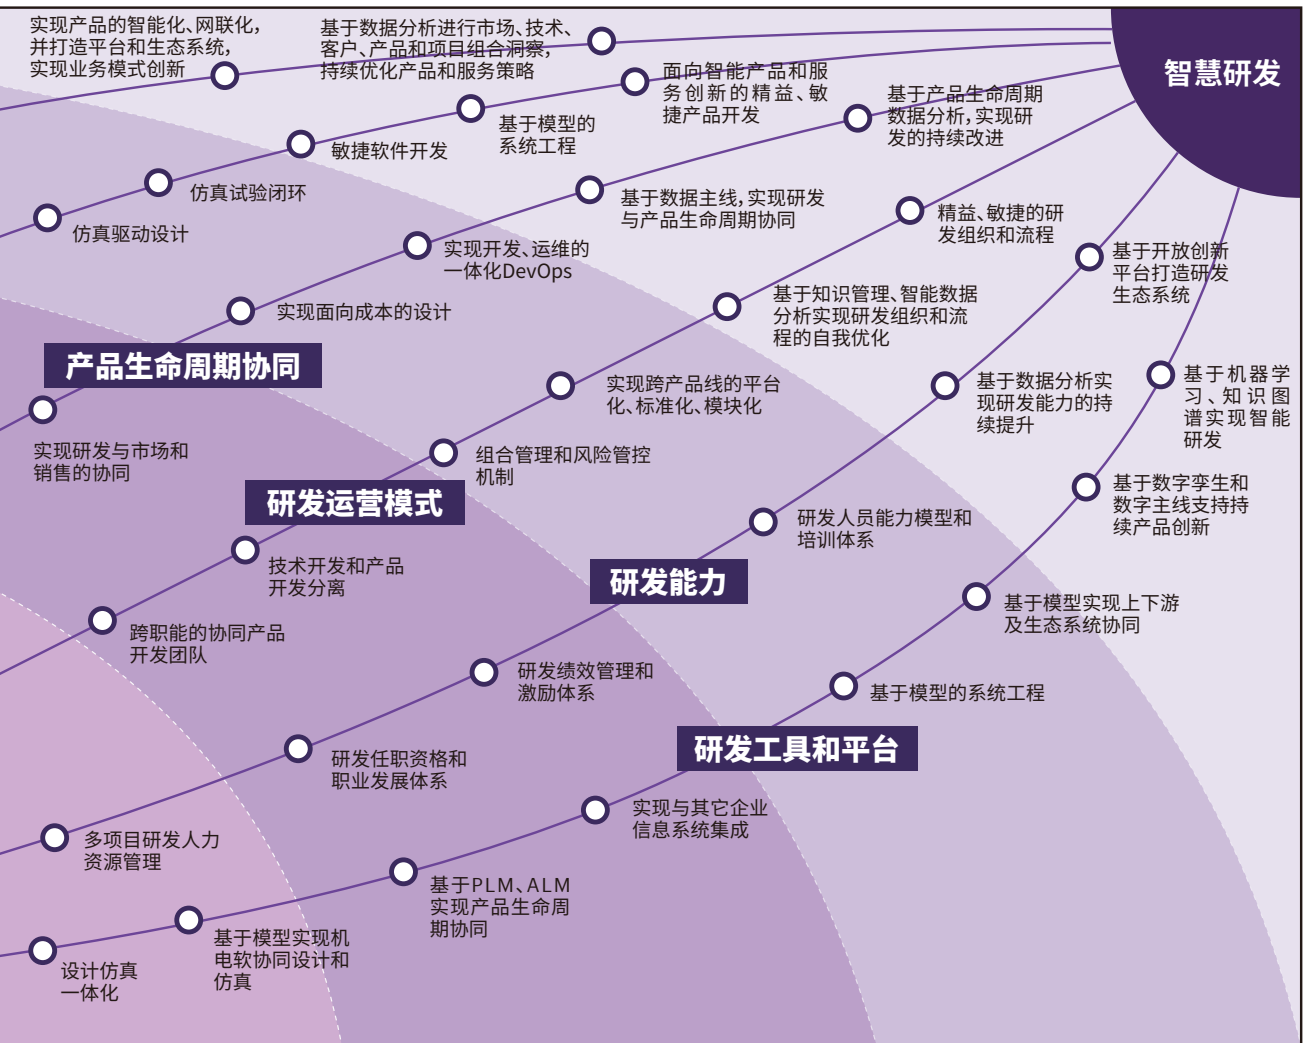 实现产品的智能化、网联化，
并打造平台和生态系统，
实现业务模式创新
基于数据分析进行市场、技术、
客户、产品和项目组合洞察，
持续优化产品和服务策略
智慧研发
面向智能产品和服
务创新的精益、敏
捷产品开发
基于产品生命周期
数据分析，实现研
发的持续改进
基于模型的
系统工程
敏捷软件开发
仿真试验闭环
仿真驱动设计
基于数据主线，实现研发
与产品生命周期协同
实现开发、运维的
一体化DevOps
实现面向成本的设计
产品生命周期协同
实现研发与市场和
销售的协同
精益、敏捷的研
发组织和流程
基于知识管理、智能数据
分析实现研发组织和流
程的自我优化
实现跨产品线的平台
化、标准化、模块化
组合管理和风险管控
机制
研发运营模式
技术开发和产品
开发分离
跨职能的协同产品
开发团队
基于开放创新
平台打造研发
生态系统
基于数据分析实
现研发能力的持
续提升
研发人员能力模型和
培训体系
研发能力
研发绩效管理和
激励体系
研发任职资格和
职业发展体系
多项目研发人力
资源管理
基于机器学
习、知识图
谱实现智能
研发
基于数字孪生和
数字主线支持持
续产品创新
基于模型实现上下游
及生态系统协同
基于模型的系统工程
研发工具和平台
实现与其它企业
信息系统集成
基于PLM、ALM
实现产品生命周
期协同
基于模型实现机
电软协同设计和
仿真
设计仿真
一体化